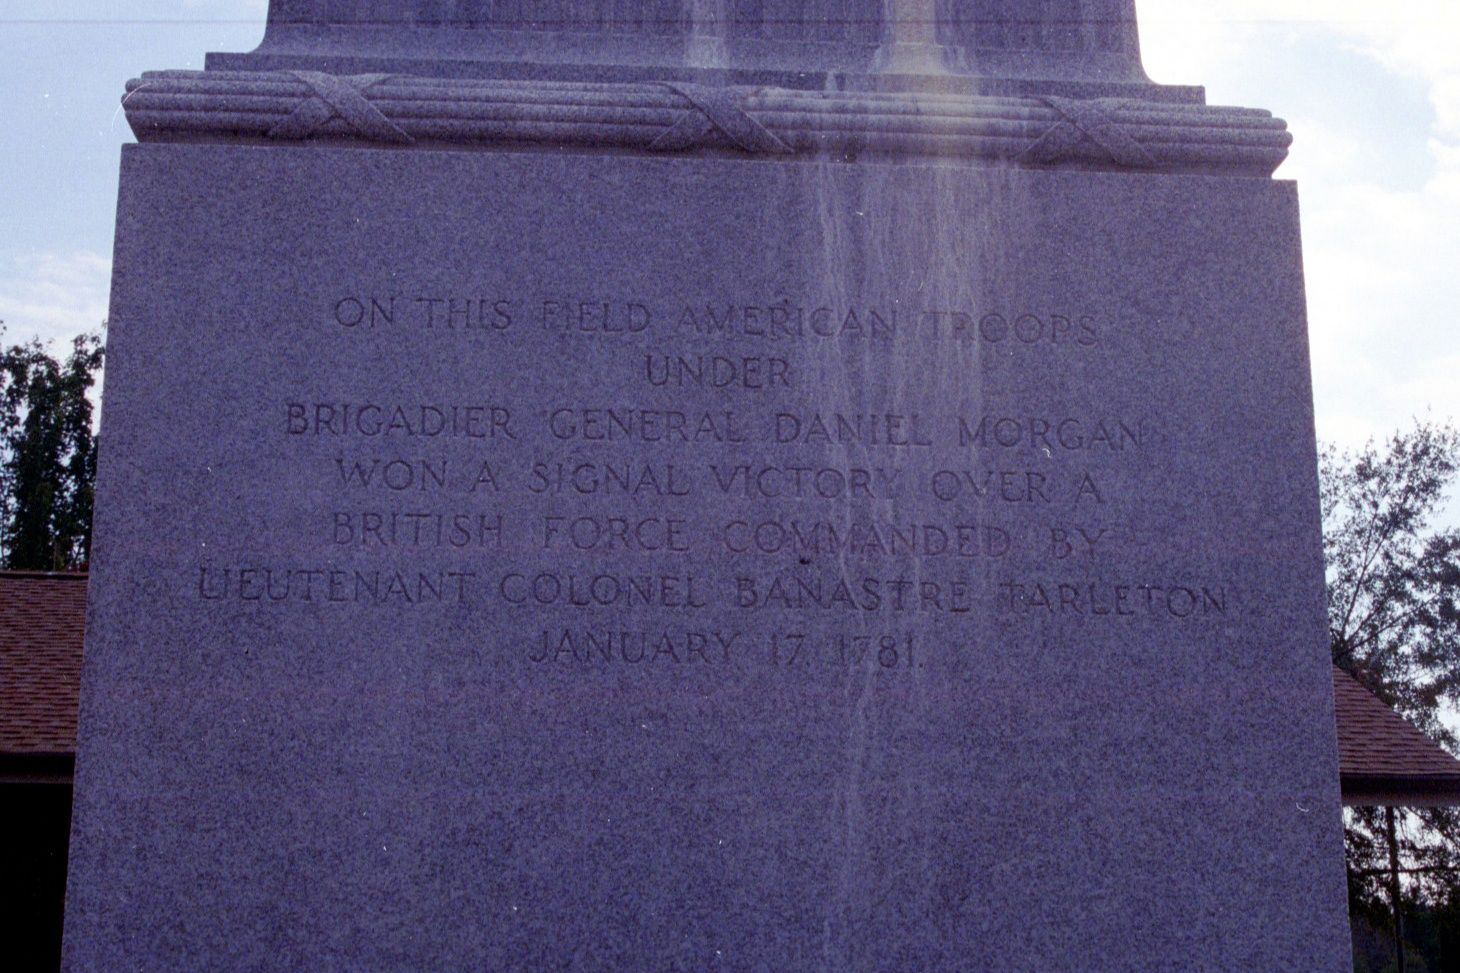 ON THIS FIELD AMERICAN TROOPS
UNDER
BRIGADIER GENERAL DANIEL MORGAN
WON A SIGNAL VICTORY OVER A
BRITISH FORCE COMMANDED BY
LIEUTENANT COLONEL BANASTRE TARLETON
JANUARY 17, 1781.